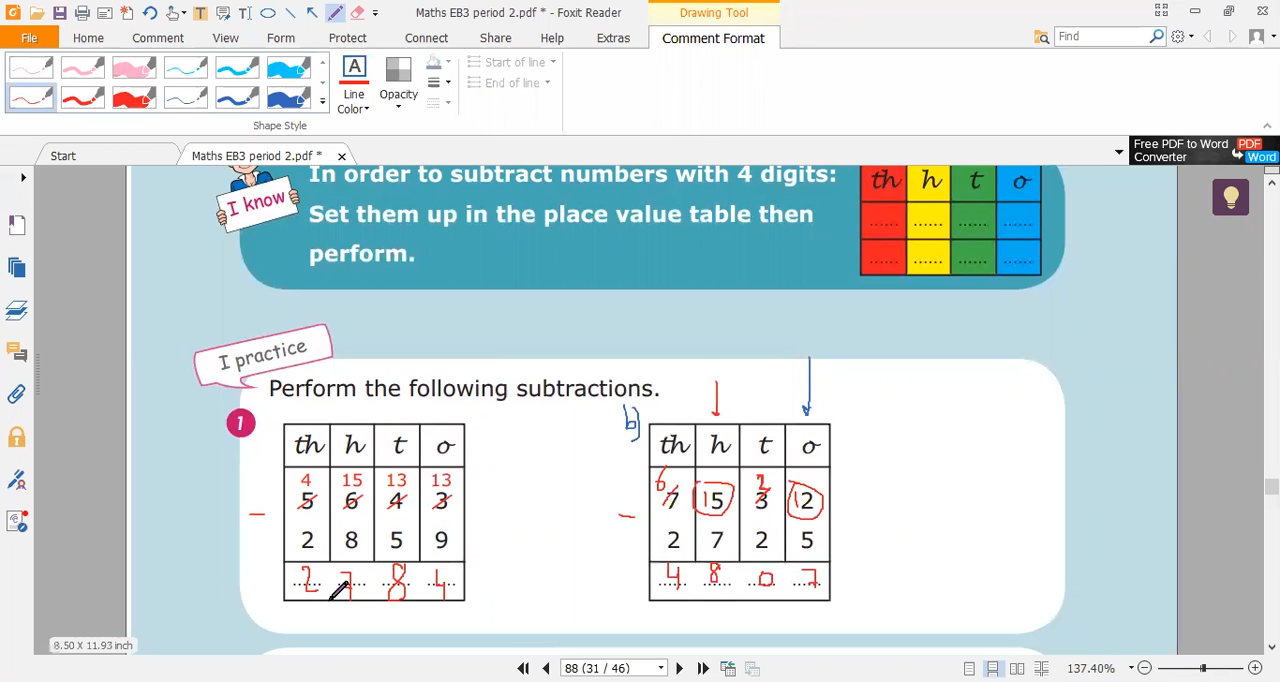 Maths EB3 period 2.pdf * - Foxit Reader
Drawing Tool
File
Home
Comment
View
Form
Protect
Connect
Share
Help
Extras
Comment Format
Find
Line Color
Opacity
Start of line
End of line
Shape Style
Start
Maths EB3 period 2.pdf *
Free PDF to Word Converter
PDF
Word
I know
In order to subtract numbers with 4 digits:
Set them up in the place value table then
perform.
th h t o
...... ...... ...... ......
...... ...... ...... ......
I practice
Perform the following subtractions.
1
th h t o
4 15 13 13
5 6 4 3
-
2 8 5 9
2 7 8 4
b)
th h t o
6 2
7 15 3 12
-
2 7 2 5
4 8 0 7
8.50 X 11.93 inch
88 (31 / 46)
137.40%